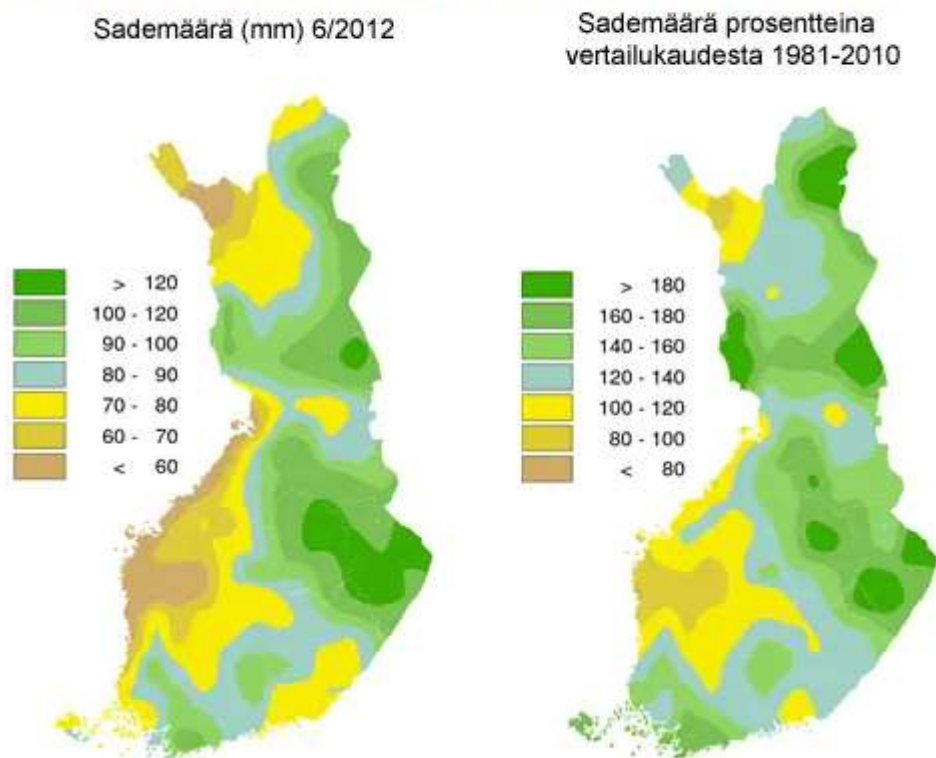 Sademäärä (mm) 6/2012
> 120
100 - 120
90 - 100
80 - 90
70 - 80
60 - 70
< 60
Sademäärä prosentteina
vertailukaudesta 1981-2010
> 180
160 - 180
140 - 160
120 - 140
100 - 120
80 - 100
< 80